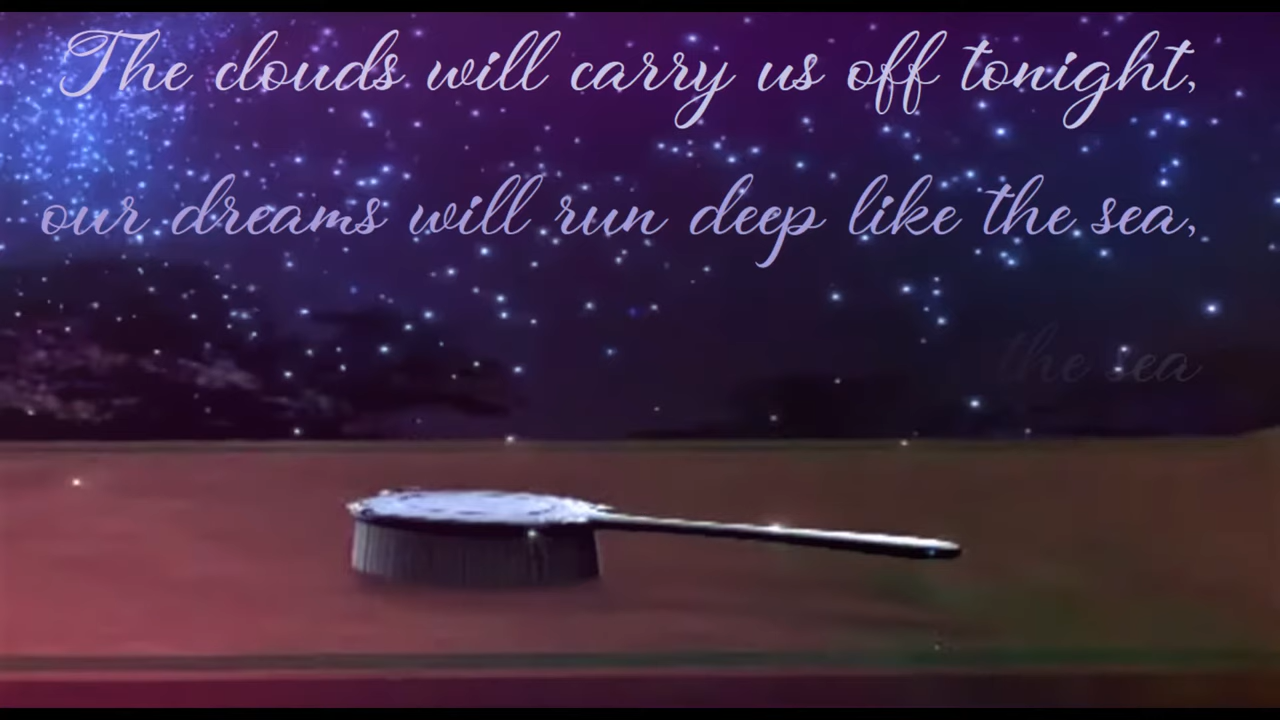 The clouds will carry us off tonight,
our dreams will run deep like the sea,
the sea